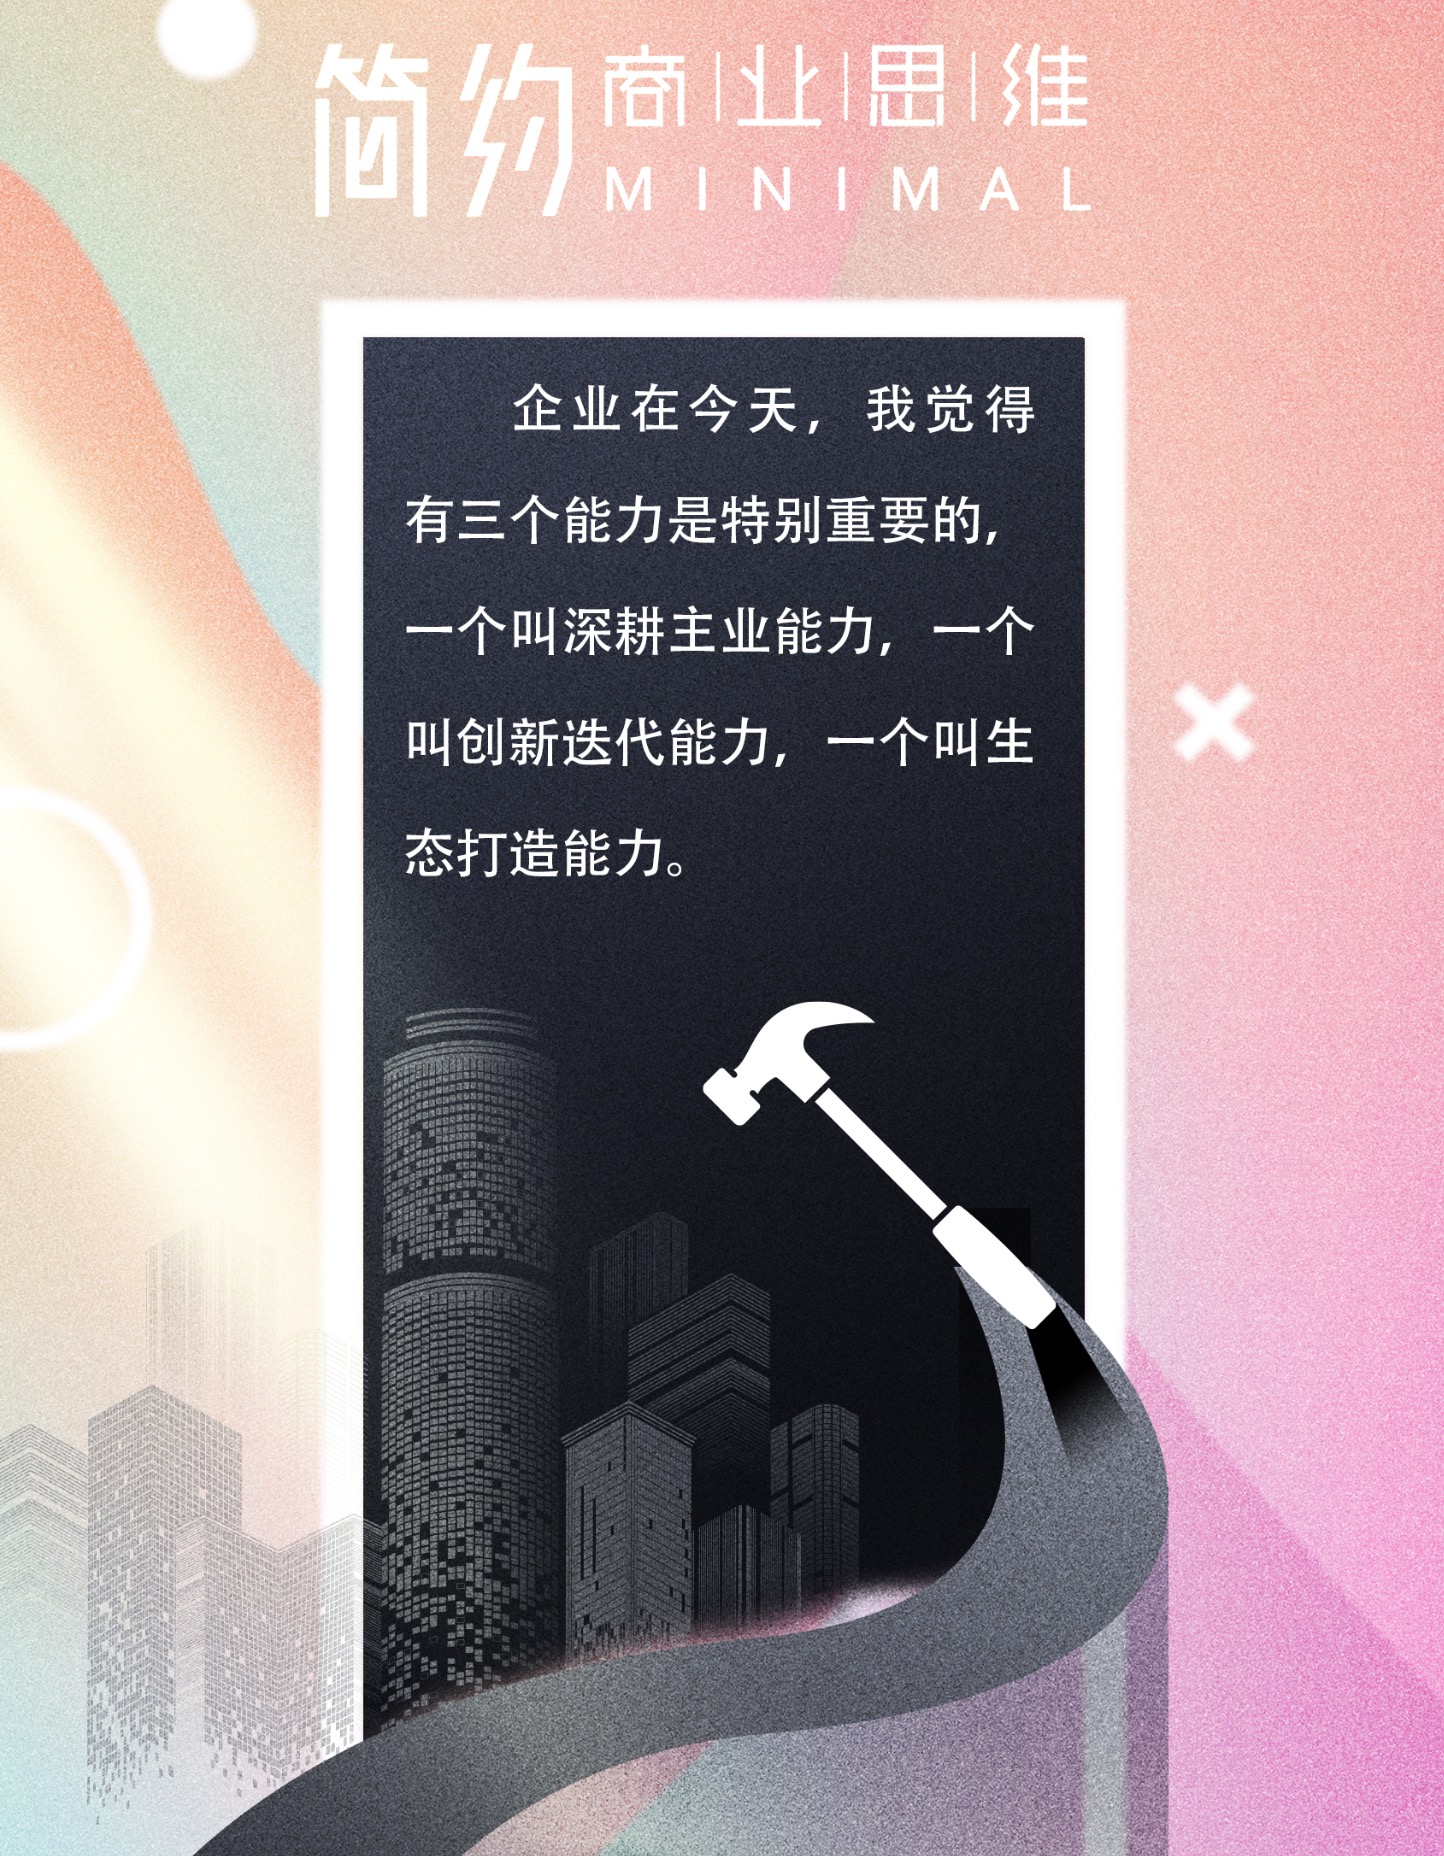 简约商业思维
MINIMAL
企业在今天，我觉得
有三个能力是特别重要的，
一个叫深耕主业能力，一个
叫创新迭代能力，一个叫生
态打造能力。